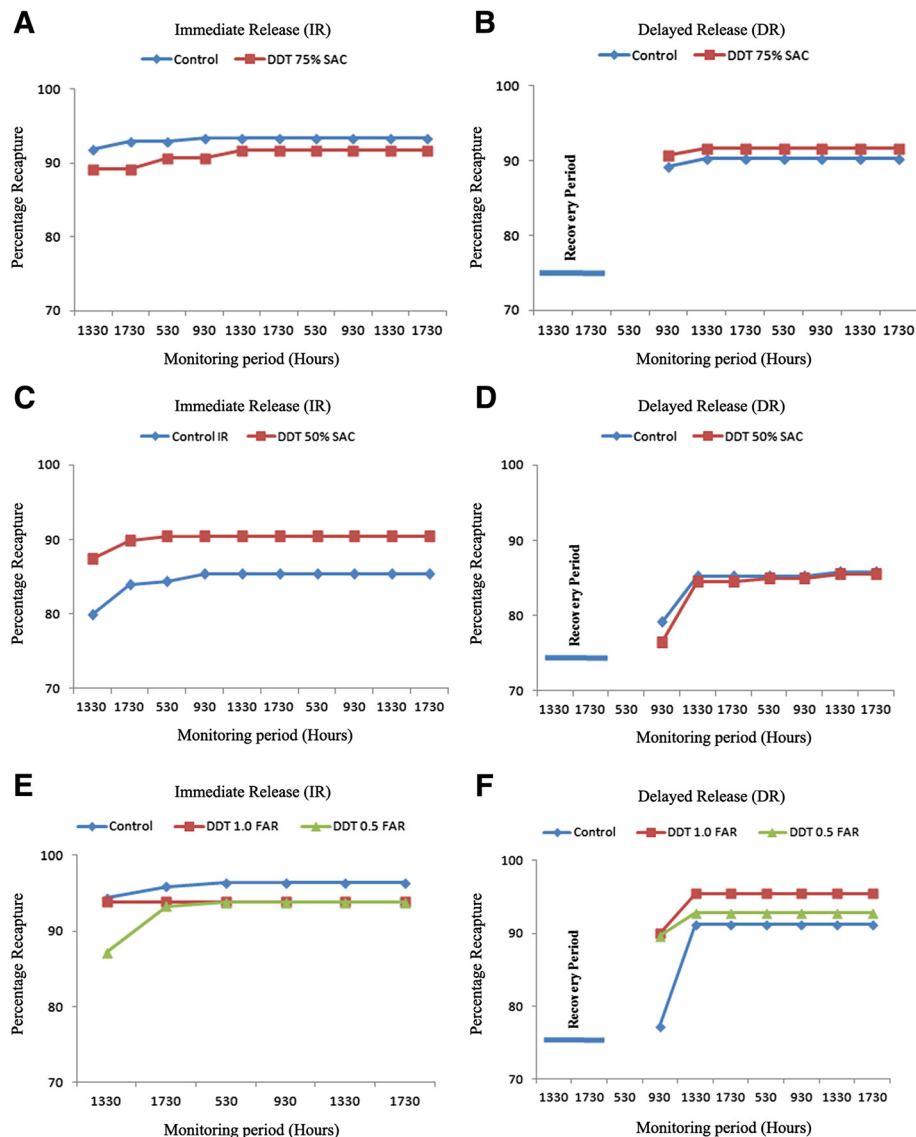 A
Immediate Release (IR)
Control DDT 75% SAC
Percentage Recapture
100
90
80
70
1330 1730 530 930 1330 1730 530 930 1330 1730
Monitoring period (Hours)
B
Delayed Release (DR)
Control DDT 75% SAC
Percentage Recapture
100
90
80
70
Recovery Period
1330 1730 530 930 1330 1730 530 930 1330 1730
Monitoring period (Hours)
C
Immediate Release (IR)
Control IR DDT 50% SAC
Percentage Recapture
100
90
80
70
1330 1730 530 930 1330 1730 530 930 1330 1730
Monitoring period (Hours)
D
Delayed Release (DR)
Control DDT 50% SAC
Percentage Recapture
100
90
80
70
Recovery Period
1330 1730 530 930 1330 1730 530 930 1330 1730
Monitoring period (Hours)
E
Immediate Release (IR)
Control DDT 1.0 FAR DDT 0.5 FAR
Percentage Recapture
100
90
80
70
1330 1730 530 930 1330 1730
Monitoring period (Hours)
F
Delayed Release (DR)
Control DDT 1.0 FAR DDT 0.5 FAR
Percentage Recapture
100
90
80
70
Recovery Period
1330 1730 530 930 1330 1730 530 930 1330 1730
Monitoring period (Hours)